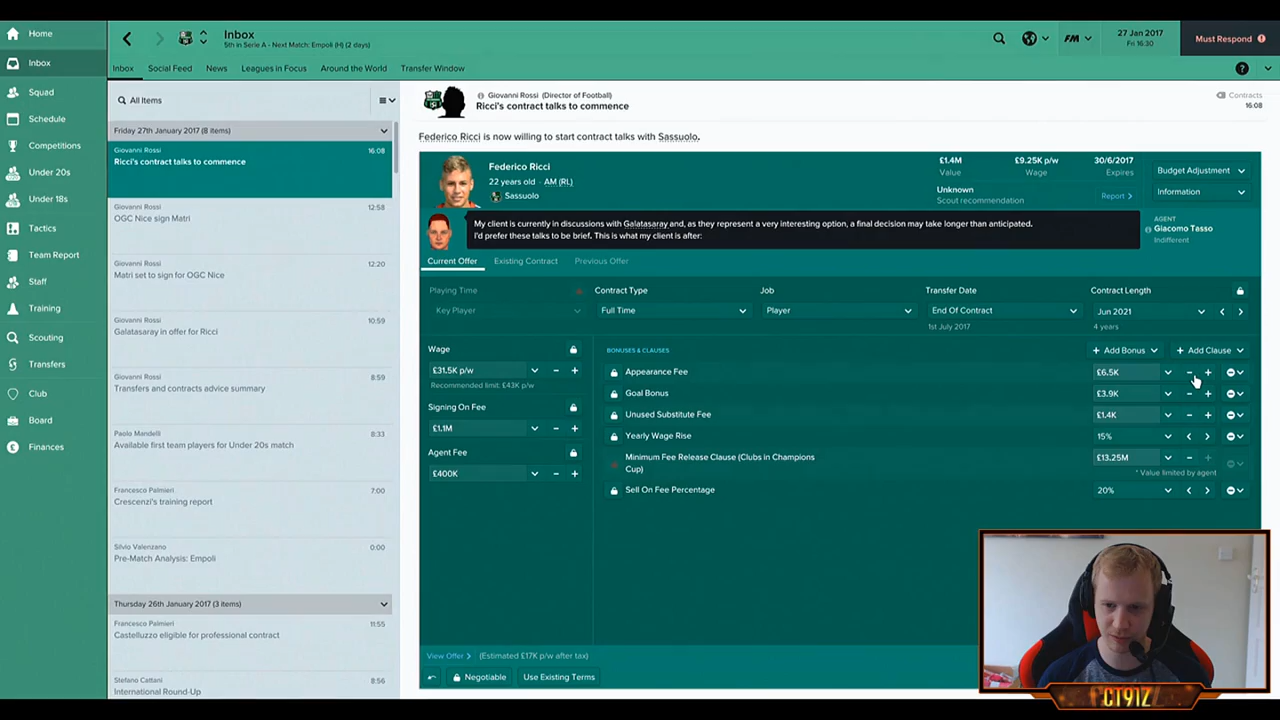 Home
Inbox
Squad
Schedule
Competitions
Under 20s
Under 18s
Tactics
Team Report
Staff
Training
Scouting
Transfers
Club
Board
Finances
Inbox
5th in Serie A - Next Match: Empoli (H) (2 days)
FM
27 Jan 2017
Fri 16:30
Must Respond
Inbox
Social Feed
News
Leagues in Focus
Around the World
Transfer Window
All Items
Friday 27th January 2017 (8 items)
Giovanni Rossi 16:08
Ricci's contract talks to commence
Giovanni Rossi 12:58
OGC Nice sign Matri
Giovanni Rossi 12:20
Matri set to sign for OGC Nice
Giovanni Rossi 10:59
Galatasaray in offer for Ricci
Giovanni Rossi 8:59
Transfers and contracts advice summary
Paolo Mandelli 8:33
Available first team players for Under 20s match
Francesco Palmieri 7:00
Crescenzi's training report
Silvio Valenzano 0:00
Pre-Match Analysis: Empoli
Thursday 26th January 2017 (3 items)
Francesco Palmieri 11:55
Castelluzzo eligible for professional contract
Stefano Cattani 8:56
International Round-Up
Giovanni Rossi (Director of Football)
Ricci's contract talks to commence
Contracts
16:08
Federico Ricci is now willing to start contract talks with Sassuolo.
Federico Ricci
22 years old - AM (RL)
Sassuolo
£1.4M
Value
£9.25K p/w
Wage
30/6/2017
Expires
Unknown
Scout recommendation
Report >
Budget Adjustment
Information
My client is currently in discussions with Galatasaray and, as they represent a very interesting option, a final decision may take longer than anticipated.
I'd prefer these talks to be brief. This is what my client is after:
AGENT
Giacomo Tasso
Indifferent
Current Offer
Existing Contract
Previous Offer
Playing Time
Key Player
Contract Type
Full Time
Job
Player
Transfer Date
End Of Contract
1st July 2017
Contract Length
Jun 2021
4 years
Wage
£31.5K p/w
Recommended limit: £43K p/w
Signing On Fee
£1.1M
Agent Fee
£400K
BONUSES & CLAUSES
+ Add Bonus
+ Add Clause
Appearance Fee £6.5K
Goal Bonus £3.9K
Unused Substitute Fee £1.4K
Yearly Wage Rise 15%
Minimum Fee Release Clause (Clubs in Champions
Cup)
£13.25M
* Value limited by agent
Sell On Fee Percentage 20%
View Offer > (Estimated £17K p/w after tax)
Negotiable
Use Existing Terms
CT91Z